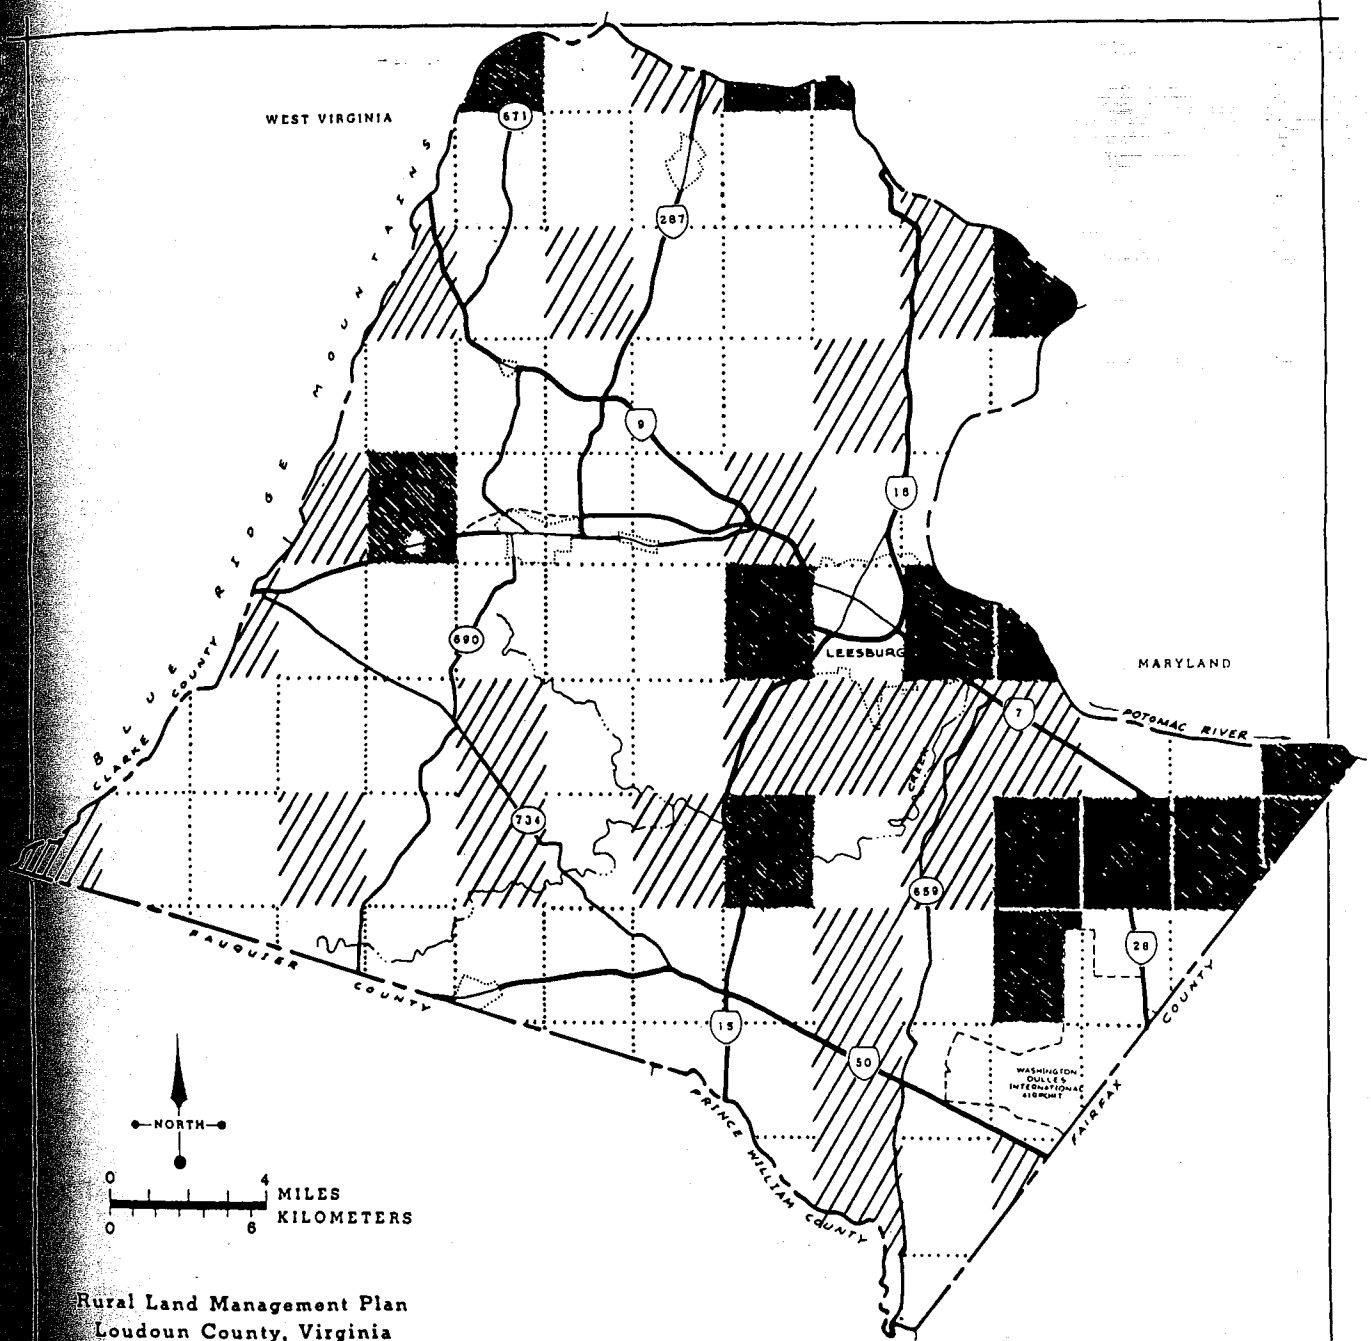 WEST VIRGINIA
671
287
BLUE RIDGE MOUNTAINS
9
15
CLARKE COUNTY
690
LEESBURG
MARYLAND
7
POTOMAC RIVER
CREEK
734
659
28
FAUQUIER COUNTY
15
50
WASHINGTON
DULLES
INTERNATIONAL
AIRPORT
FAIRFAX COUNTY
PRINCE WILLIAM COUNTY
NORTH
0 4
MILES
KILOMETERS
0 6
Rural Land Management Plan
Loudoun County, Virginia